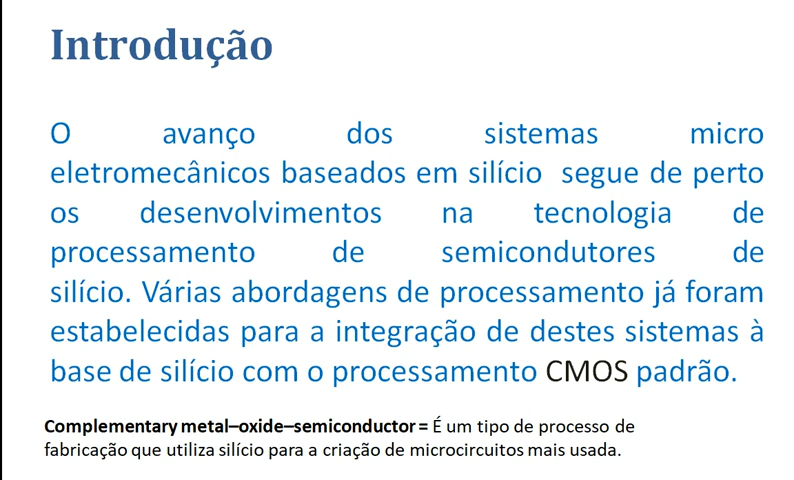 Introdução
O avanço dos sistemas micro
eletromecânicos baseados em silício segue de perto
os desenvolvimentos na tecnologia de
processamento de semicondutores de
silício. Várias abordagens de processamento já foram
estabelecidas para a integração de destes sistemas à
base de silício com o processamento CMOS padrão.
Complementary metal–oxide–semiconductor = É um tipo de processo de
fabricação que utiliza silício para a criação de microcircuitos mais usada.